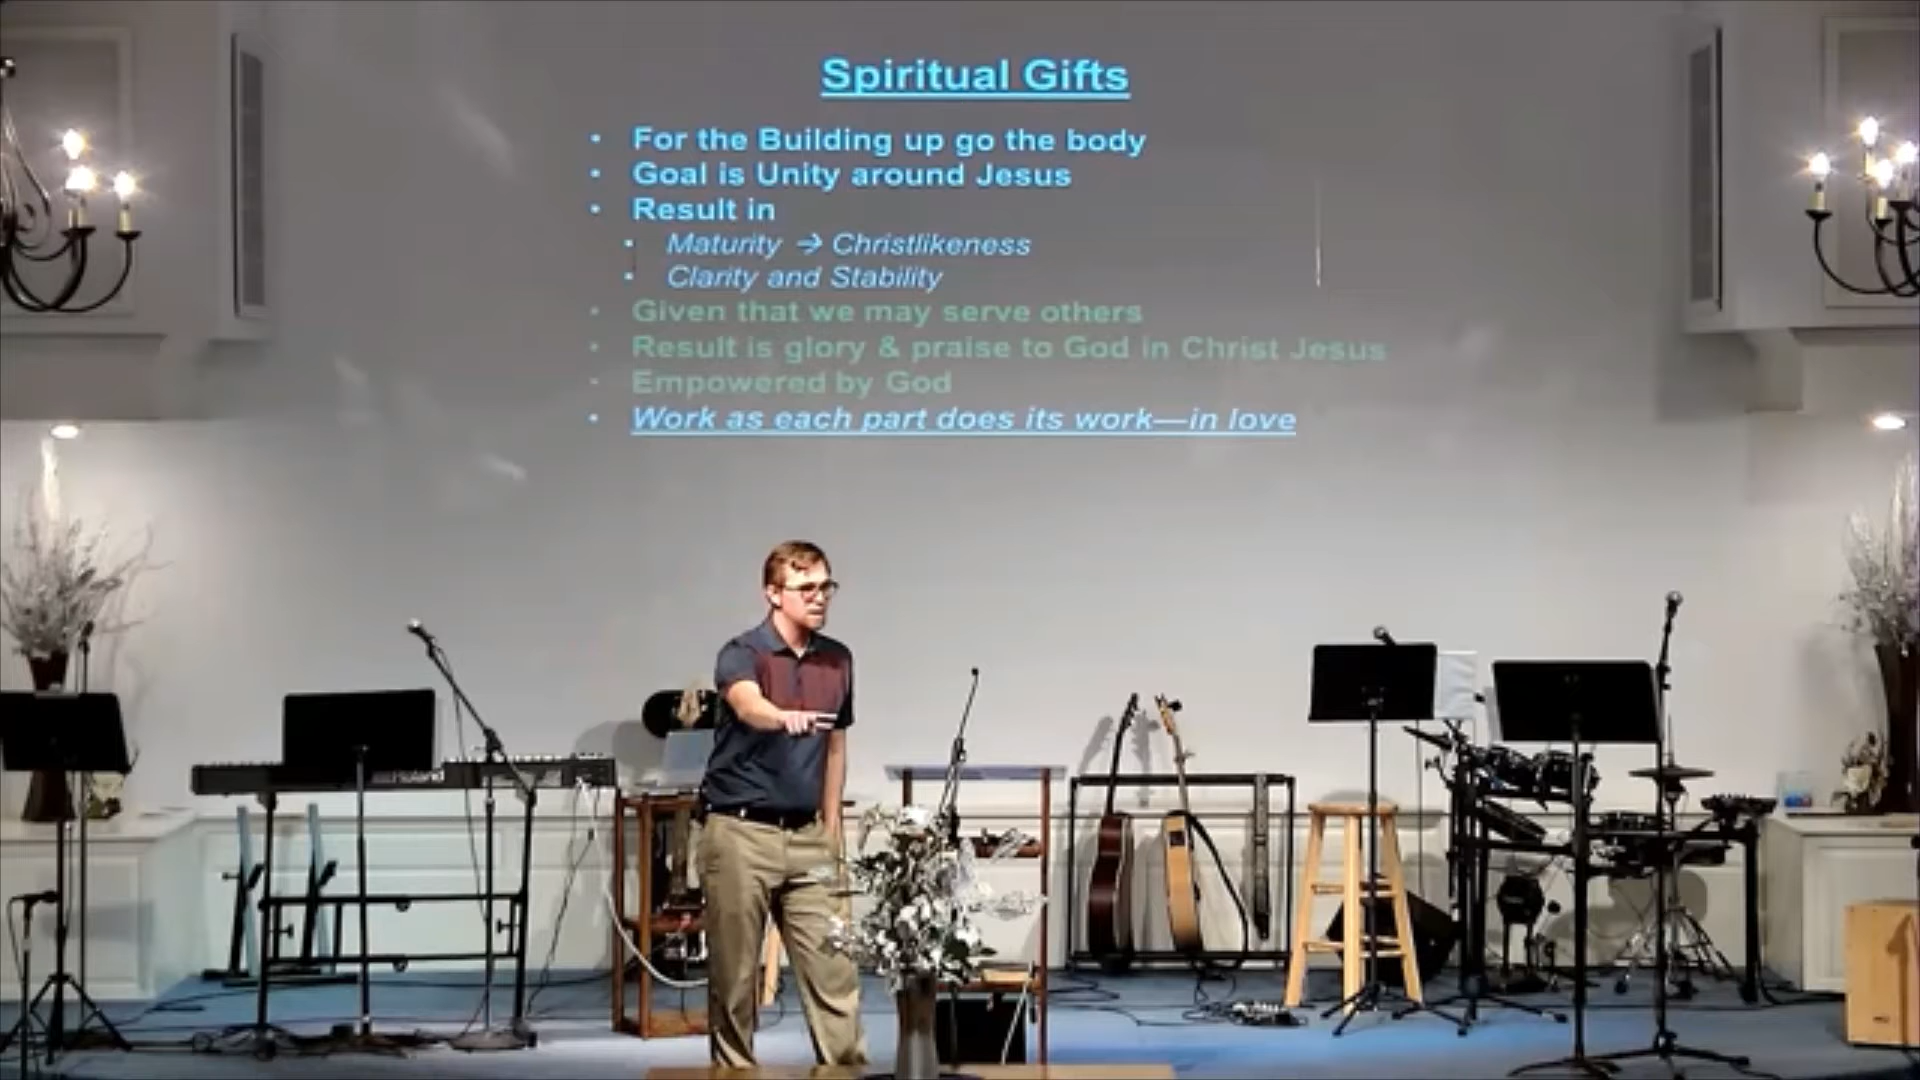 Spiritual Gifts
• For the Building up go the body
• Goal is Unity around Jesus
• Result in
• Maturity → Christlikeness
• Clarity and Stability
• Given that we may serve others
• Result is glory & praise to God in Christ Jesus
• Empowered by God
• Work as each part does its work—in love
Roland